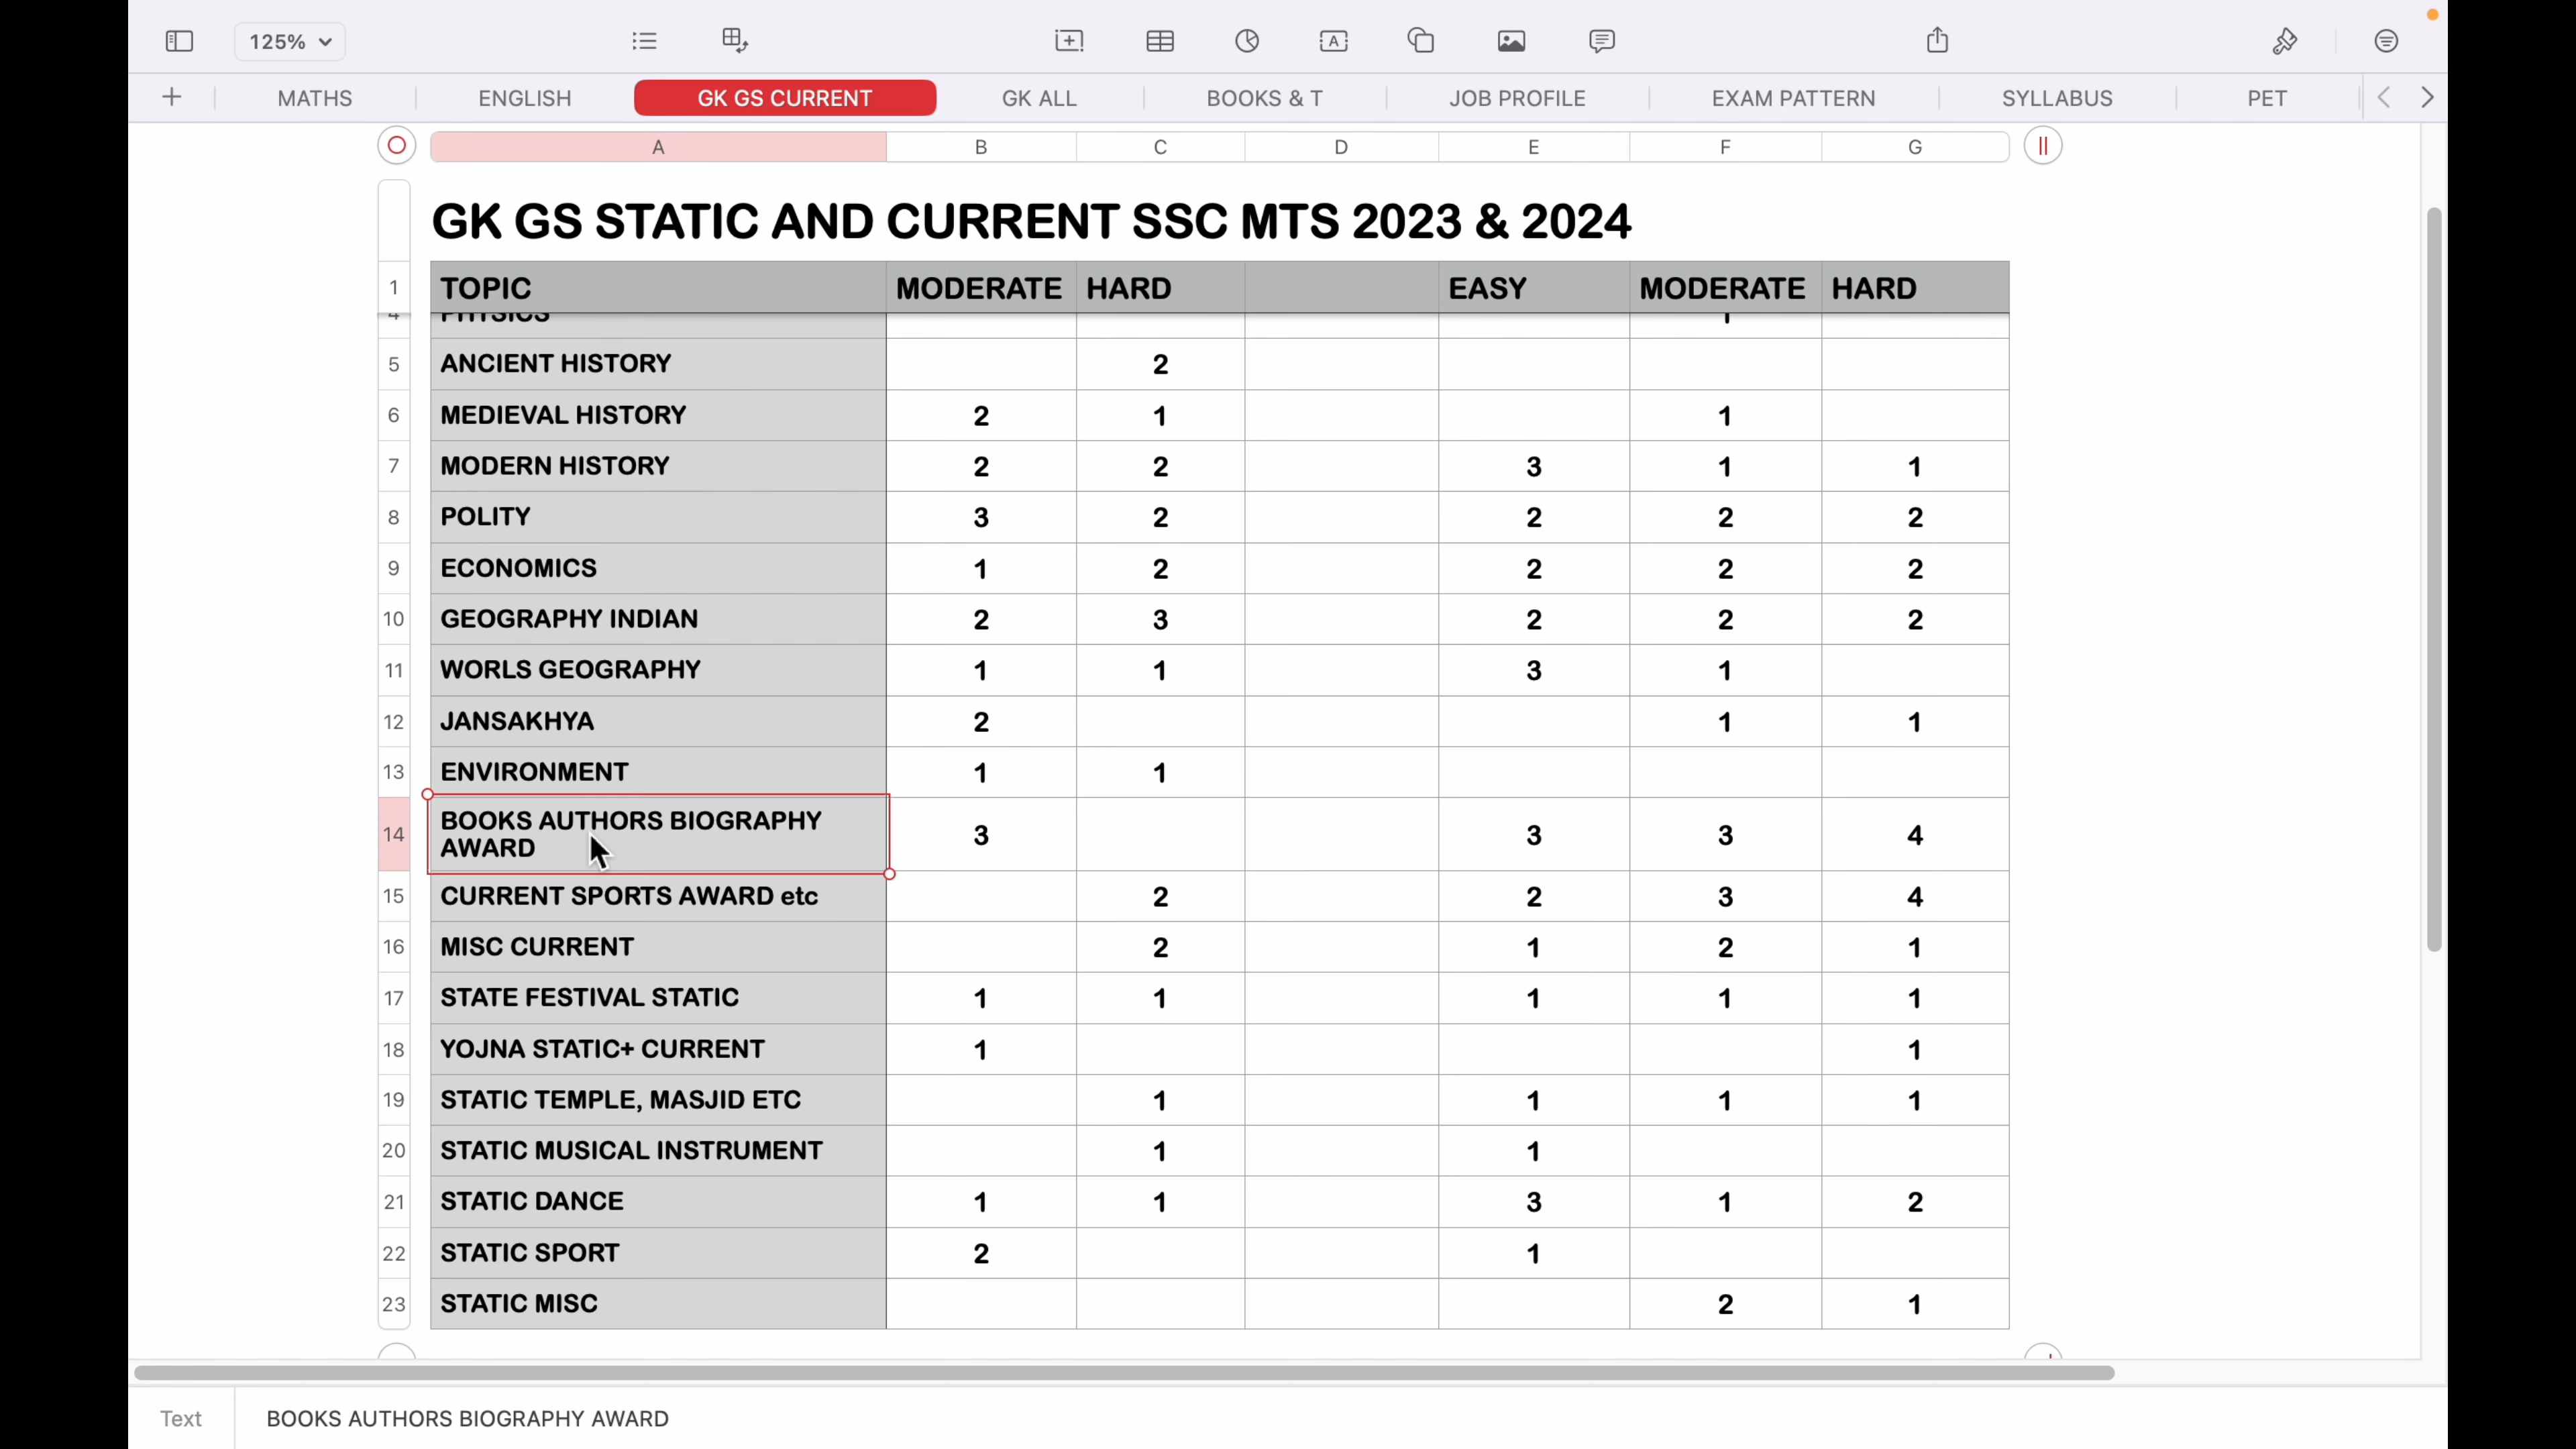 125%
MATHS ENGLISH GK GS CURRENT GK ALL BOOKS & T JOB PROFILE EXAM PATTERN SYLLABUS PET
A B C D E F G
GK GS STATIC AND CURRENT SSC MTS 2023 & 2024
1 TOPIC MODERATE HARD EASY MODERATE HARD
4 PHYSICS 1
5 ANCIENT HISTORY 2
6 MEDIEVAL HISTORY 2 1 1
7 MODERN HISTORY 2 2 3 1 1
8 POLITY 3 2 2 2 2
9 ECONOMICS 1 2 2 2 2
10 GEOGRAPHY INDIAN 2 3 2 2 2
11 WORLS GEOGRAPHY 1 1 3 1
12 JANSAKHYA 2 1 1
13 ENVIRONMENT 1 1
14 BOOKS AUTHORS BIOGRAPHY
AWARD 3 3 3 4
15 CURRENT SPORTS AWARD etc 2 2 3 4
16 MISC CURRENT 2 1 2 1
17 STATE FESTIVAL STATIC 1 1 1 1 1
18 YOJNA STATIC+ CURRENT 1 1
19 STATIC TEMPLE, MASJID ETC 1 1 1 1
20 STATIC MUSICAL INSTRUMENT 1 1
21 STATIC DANCE 1 1 3 1 2
22 STATIC SPORT 2 1
23 STATIC MISC 2 1
Text BOOKS AUTHORS BIOGRAPHY AWARD